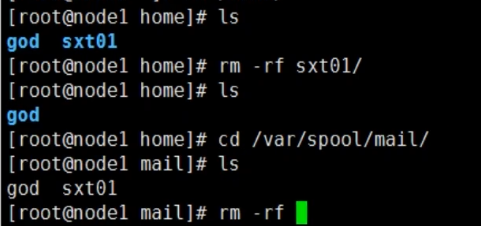 [root@node1 home]# ls
god  sxt01
[root@node1 home]# rm -rf sxt01/
[root@node1 home]# ls
god
[root@node1 home]# cd /var/spool/mail/
[root@node1 mail]# ls
god  sxt01
[root@node1 mail]# rm -rf